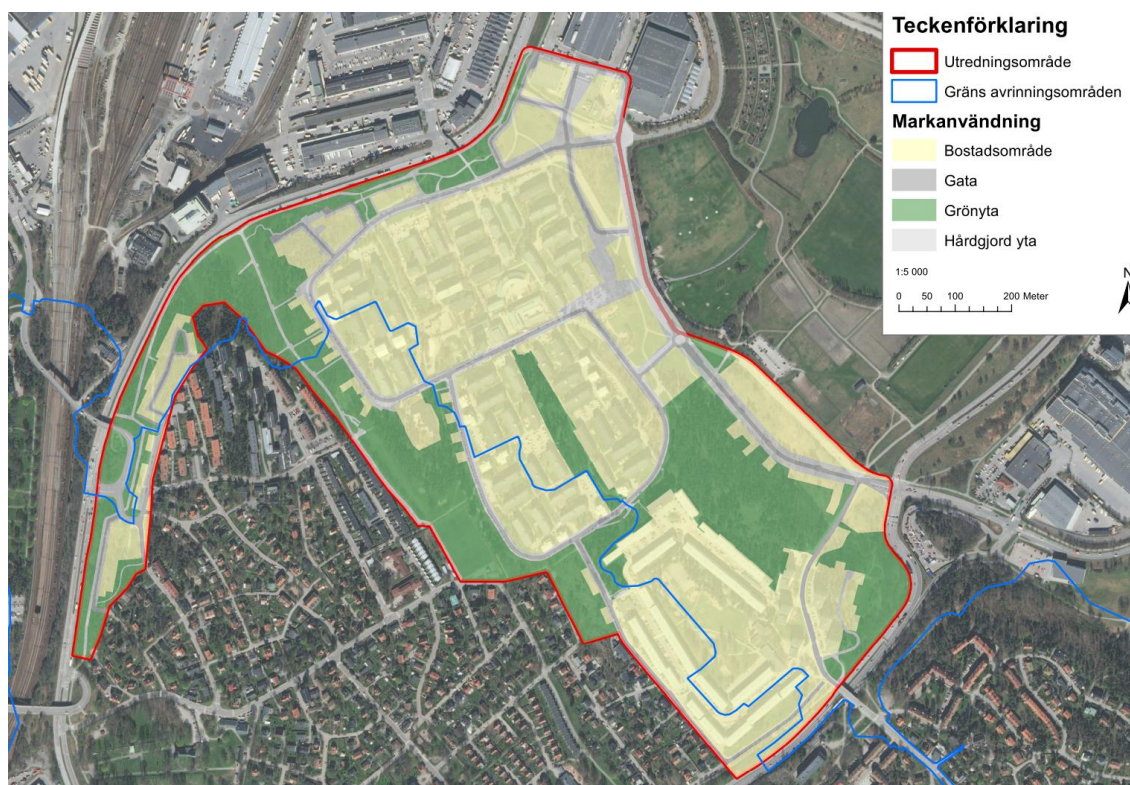 Teckenförklaring
Utredningsområde
Gräns avrinningsområden
Markanvändning
Bostadsområde
Gata
Grönyta
Hårdgjord yta
1:5 000
N
0 50 100 200 Meter